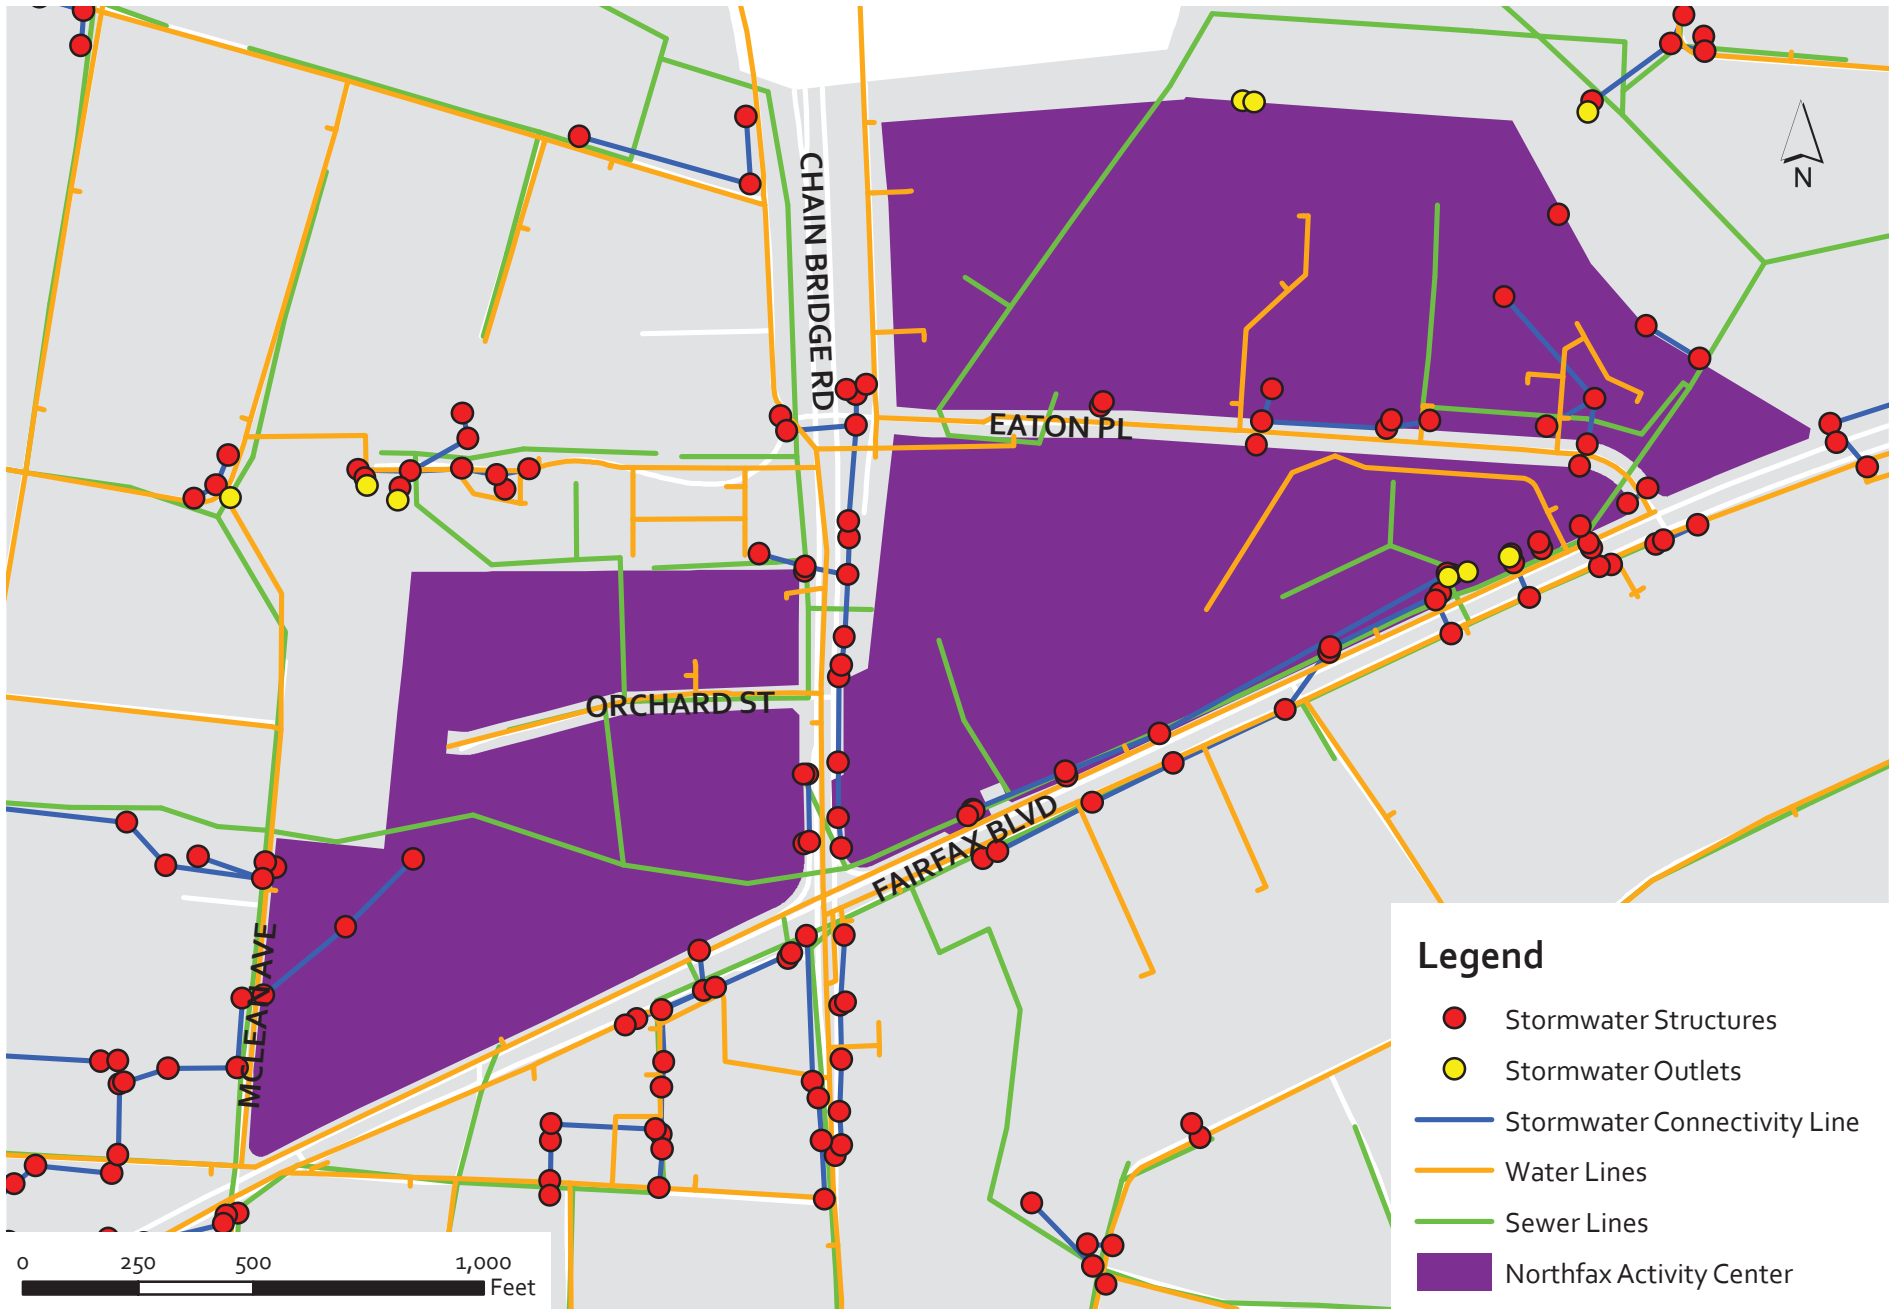 N
CHAIN BRIDGE RD
EATON PL
ORCHARD ST
FAIRFAX BLVD
MCLEAN AVE
Legend
Stormwater Structures
Stormwater Outlets
Stormwater Connectivity Line
Water Lines
Sewer Lines
Northfax Activity Center
0 250 500 1,000
Feet